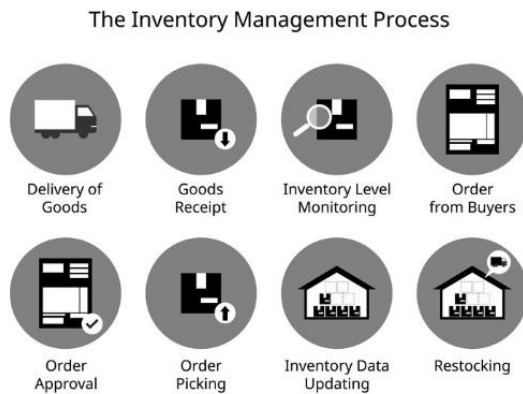 The Inventory Management Process
Delivery of
Goods
Goods
Receipt
Inventory Level
Monitoring
Order
from Buyers
Order
Approval
Order
Picking
Inventory Data
Updating
Restocking